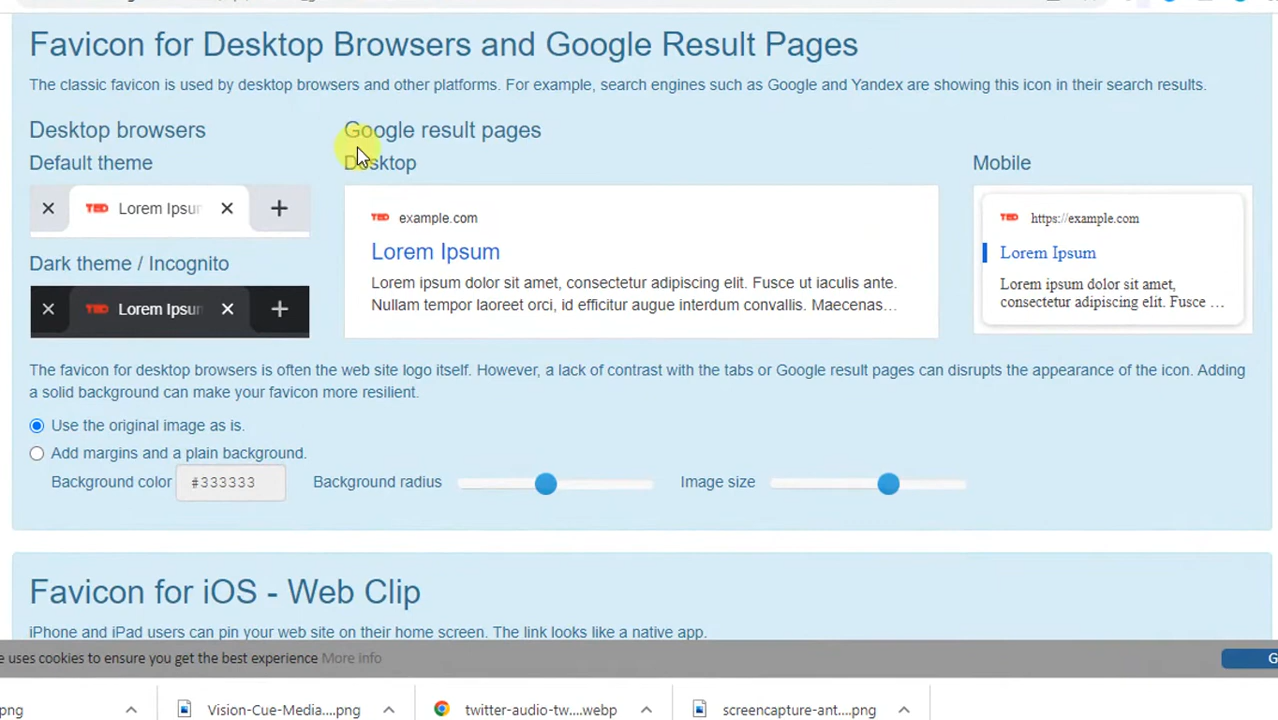 Favicon for Desktop Browsers and Google Result Pages
The classic favicon is used by desktop browsers and other platforms. For example, search engines such as Google and Yandex are showing this icon in their search results.
Desktop browsers
Google result pages
Default theme
Desktop
Mobile
TED Lorem Ipsu
TED example.com
Lorem Ipsum
Lorem ipsum dolor sit amet, consectetur adipiscing elit. Fusce ut iaculis ante.
Nullam tempor laoreet orci, id efficitur augue interdum convallis. Maecenas...
TED https://example.com
Lorem Ipsum
Lorem ipsum dolor sit amet,
consectetur adipiscing elit. Fusce ...
Dark theme / Incognito
TED Lorem Ipsu
The favicon for desktop browsers is often the web site logo itself. However, a lack of contrast with the tabs or Google result pages can disrupts the appearance of the icon. Adding
a solid background can make your favicon more resilient.
Use the original image as is.
Add margins and a plain background.
Background color #333333 Background radius Image size
Favicon for iOS - Web Clip
iPhone and iPad users can pin your web site on their home screen. The link looks like a native app.
e uses cookies to ensure you get the best experience More info
G
png
Vision-Cue-Media....png
twitter-audio-tw....webp
screencapture-ant....png